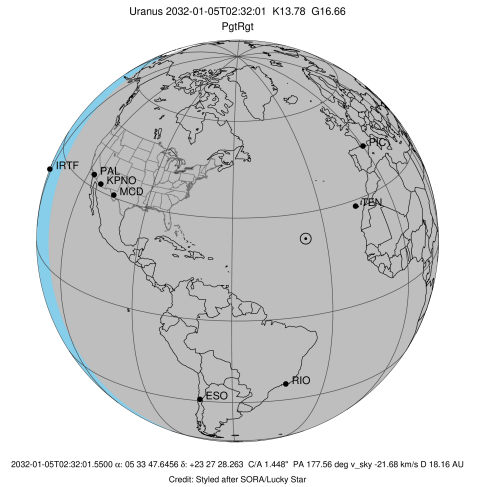 Uranus 2032-01-05T02:32:01 K13.78 G16.66
PgtRgt
PIC
IRTF
PAL
KPNO
MCD
TEN
RIO
ESO
2032-01-05T02:32:01.5500 α: 05 33 47.6456 δ: +23 27 28.263 C/A 1.448" PA 177.56 deg v_sky -21.68 km/s D 18.16 AU
Credit: Styled after SORA/Lucky Star